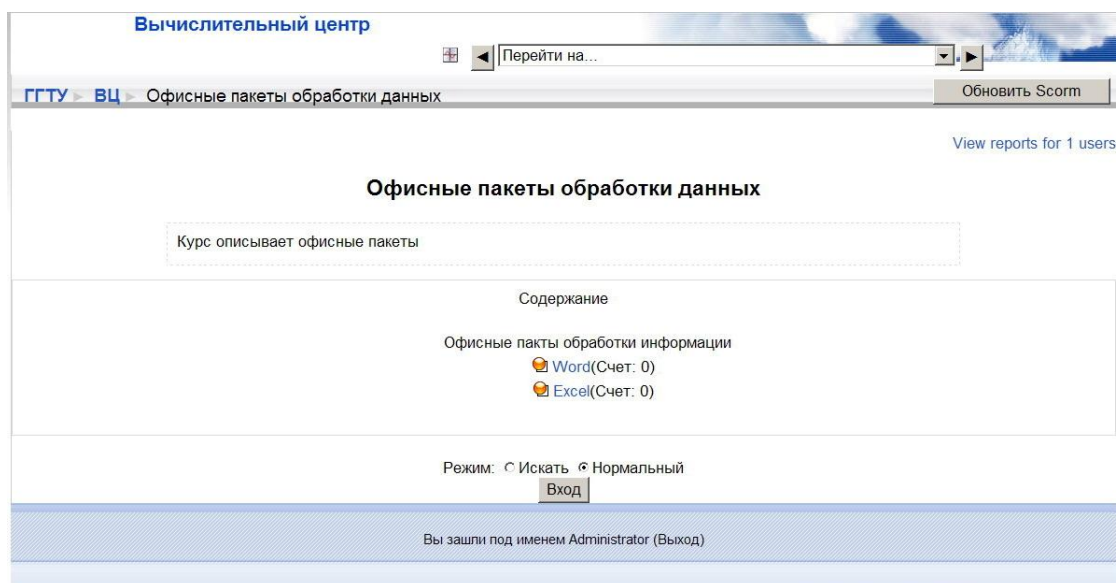 Вычислительный центр
Перейти на...
ГГТУ ► ВЦ ► Офисные пакеты обработки данных
Обновить Scorm
View reports for 1 users
Офисные пакеты обработки данных
Курс описывает офисные пакеты
Содержание
Офисные пакты обработки информации
Word(Счет: 0)
Excel(Счет: 0)
Режим: Искать Нормальный
Вход
Вы зашли под именем Administrator (Выход)